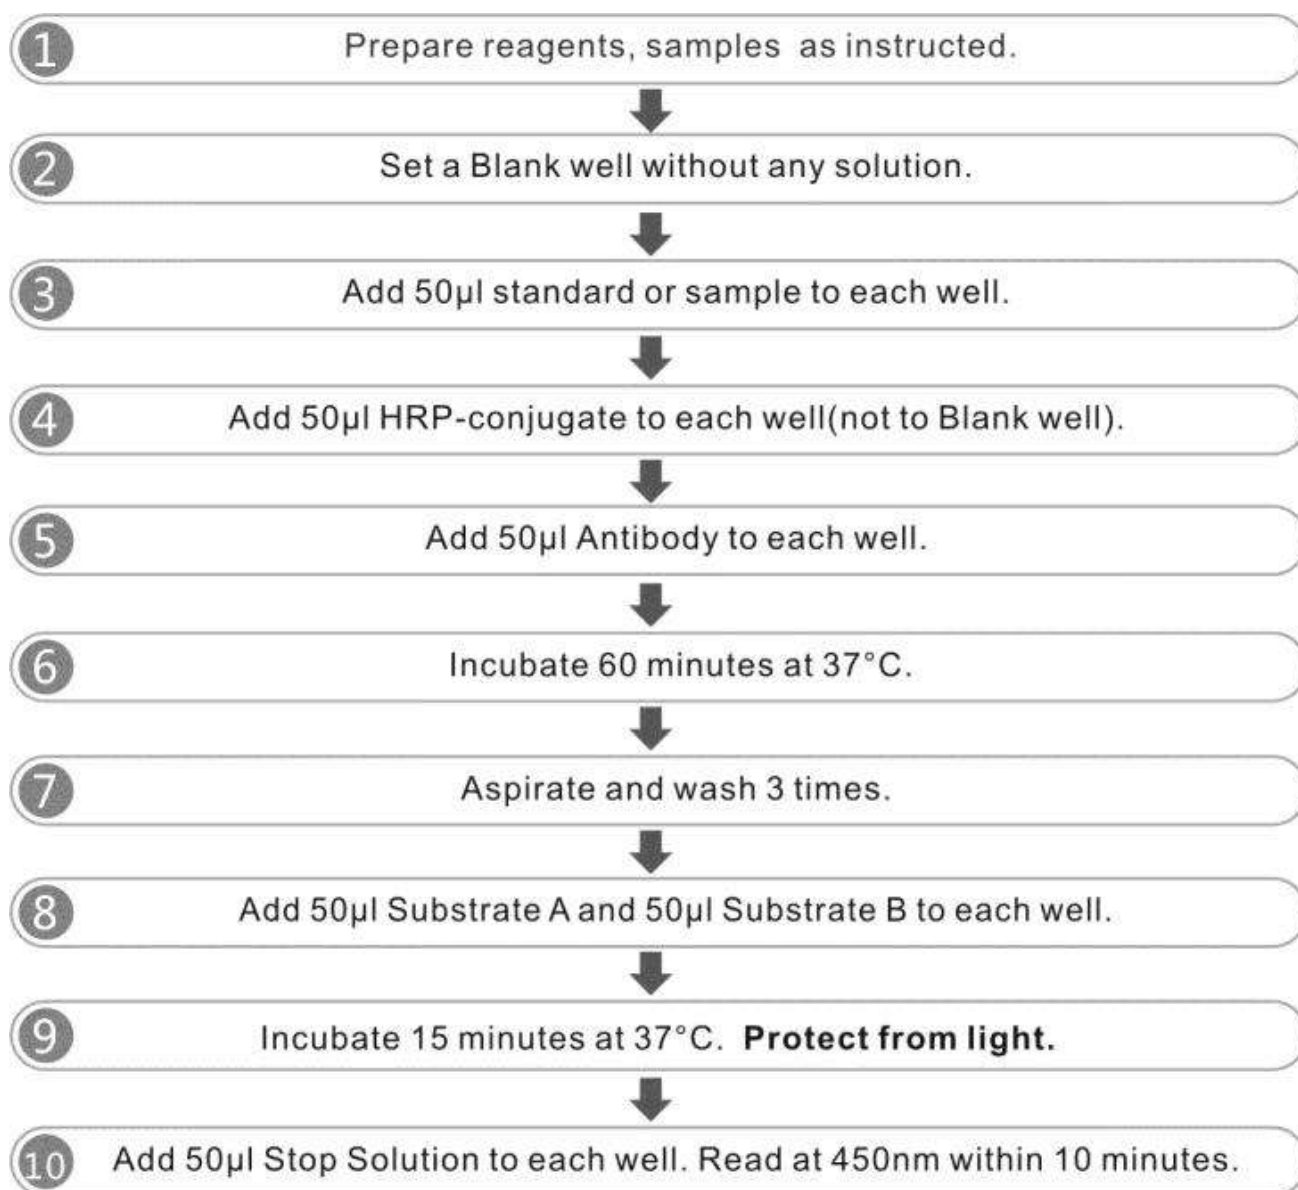 1 Prepare reagents, samples as instructed.
2 Set a Blank well without any solution.
3 Add 50μl standard or sample to each well.
4 Add 50μl HRP-conjugate to each well(not to Blank well).
5 Add 50μl Antibody to each well.
6 Incubate 60 minutes at 37°C.
7 Aspirate and wash 3 times.
8 Add 50μl Substrate A and 50μl Substrate B to each well.
9 Incubate 15 minutes at 37°C. Protect from light.
10 Add 50μl Stop Solution to each well. Read at 450nm within 10 minutes.